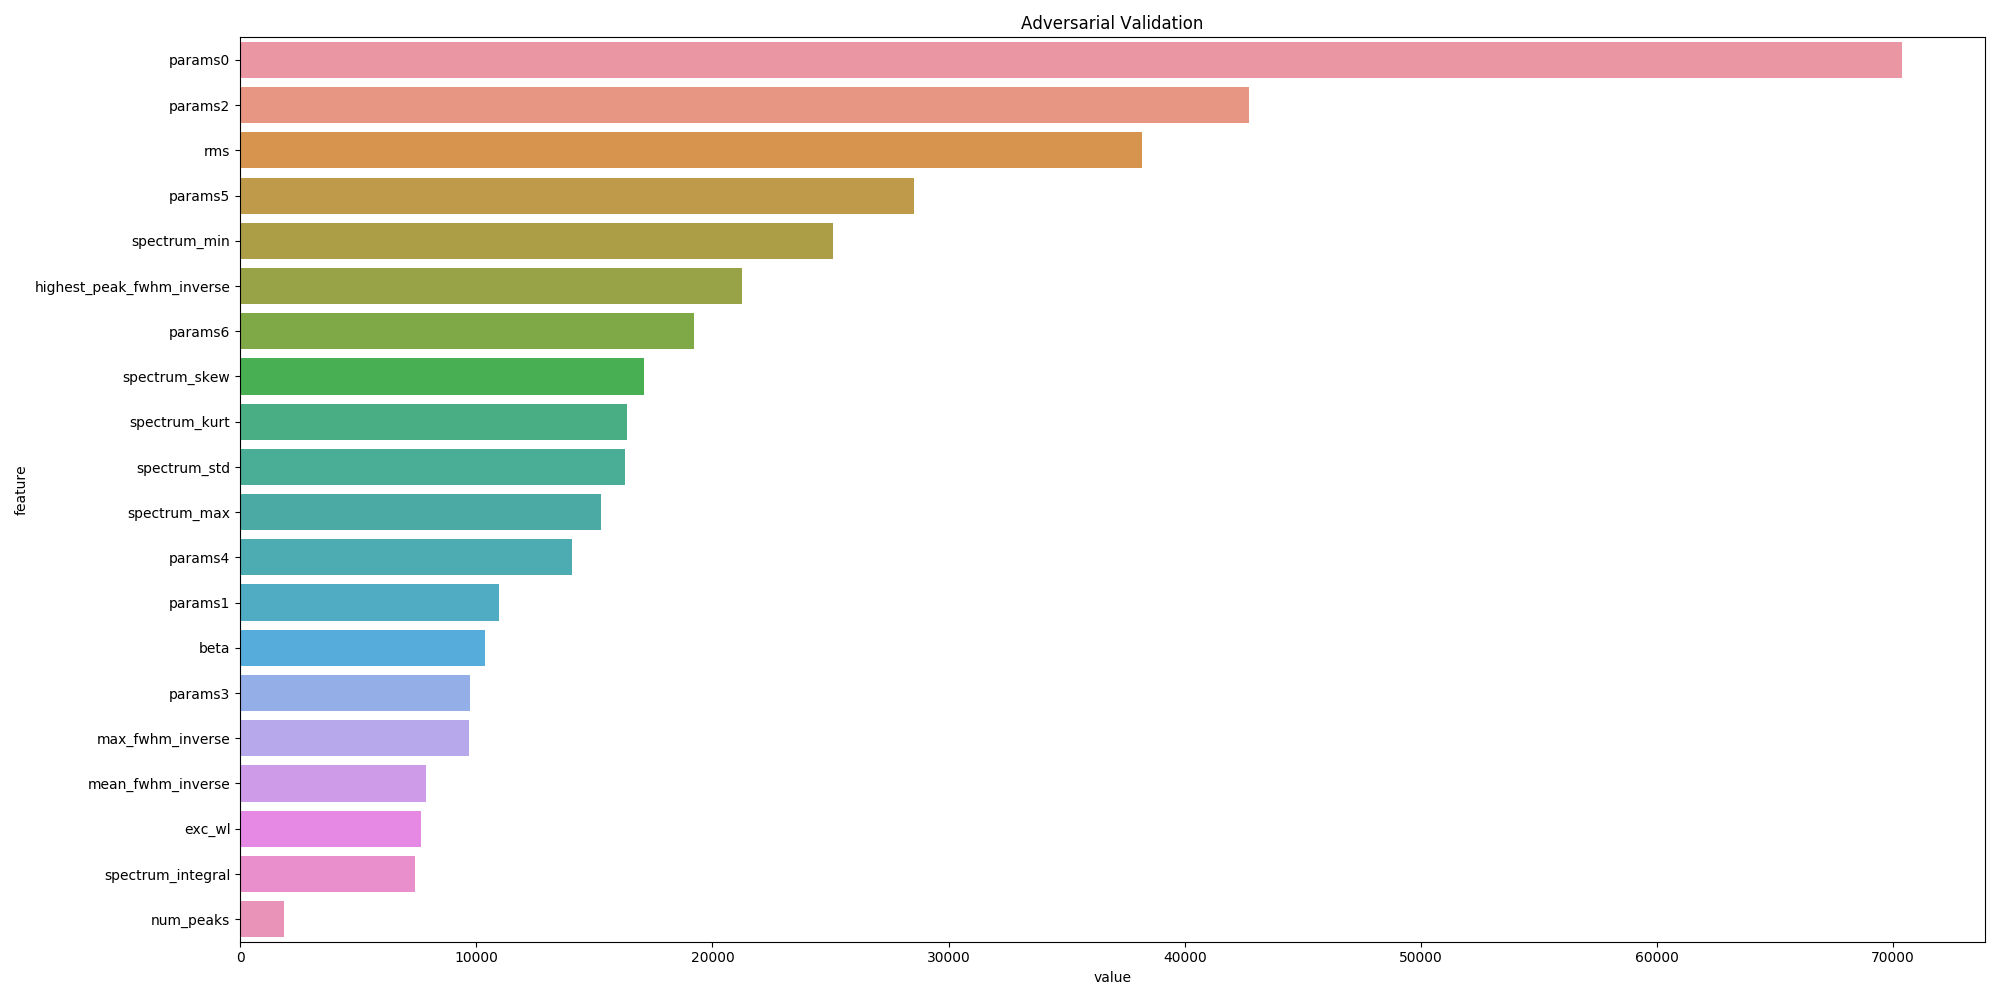 Adversarial Validation
params0
params2
rms
params5
spectrum_min
highest_peak_fwhm_inverse
params6
spectrum_skew
spectrum_kurt
spectrum_std
spectrum_max
params4
params1
beta
params3
max_fwhm_inverse
mean_fwhm_inverse
exc_wl
spectrum_integral
num_peaks
feature
0 10000 20000 30000 40000 50000 60000 70000
value